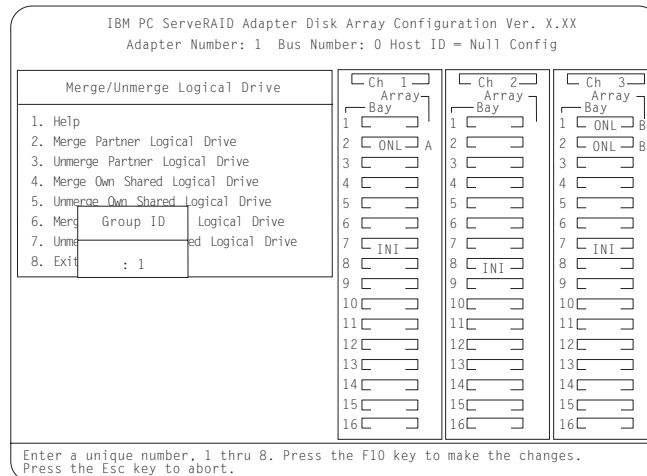 IBM PC ServeRAID Adapter Disk Array Configuration Ver. X.XX
Adapter Number: 1 Bus Number: 0 Host ID = Null Config
Merge/Unmerge Logical Drive
1. Help
2. Merge Partner Logical Drive
3. Unmerge Partner Logical Drive
4. Merge Own Shared Logical Drive
5. Unmerge Own Shared Logical Drive
6. Merg Logical Drive
7. Unme ed Logical Drive
8. Exit
Group ID
: 1
Ch 1
Array
Bay
1
2 ONL A
3
4
5
6
7 INI
8
9
10
11
12
13
14
15
16
Ch 2
Array
Bay
1
2
3
4
5
6
7
8 INI
9
10
11
12
13
14
15
16
Ch 3
Array
Bay
1 ONL B
2 ONL B
3
4
5
6
7 INI
8
9
10
11
12
13
14
15
16
Enter a unique number, 1 thru 8. Press the F10 key to make the changes.
Press the Esc key to abort.